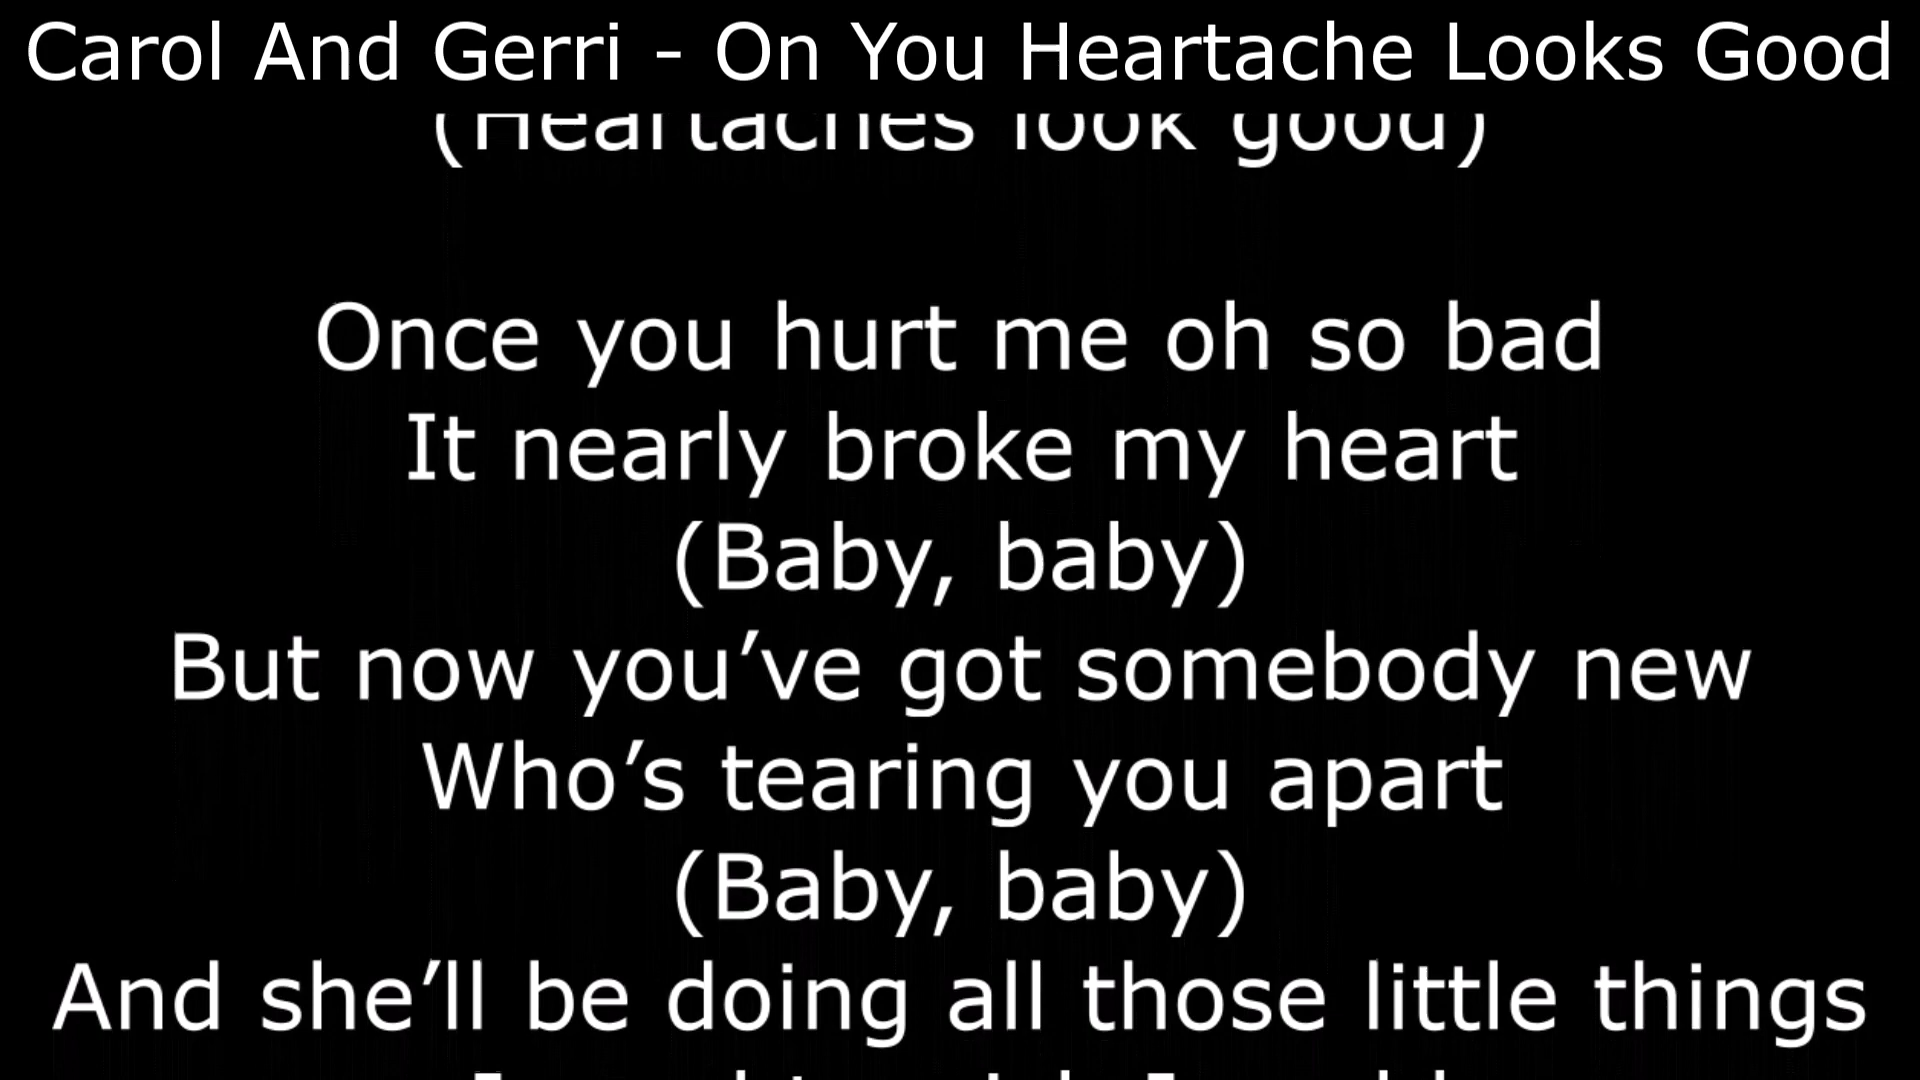 Carol And Gerri - On You Heartache Looks Good
(Heartaches look good)
Once you hurt me oh so bad
It nearly broke my heart
(Baby, baby)
But now you’ve got somebody new
Who’s tearing you apart
(Baby, baby)
And she’ll be doing all those little things